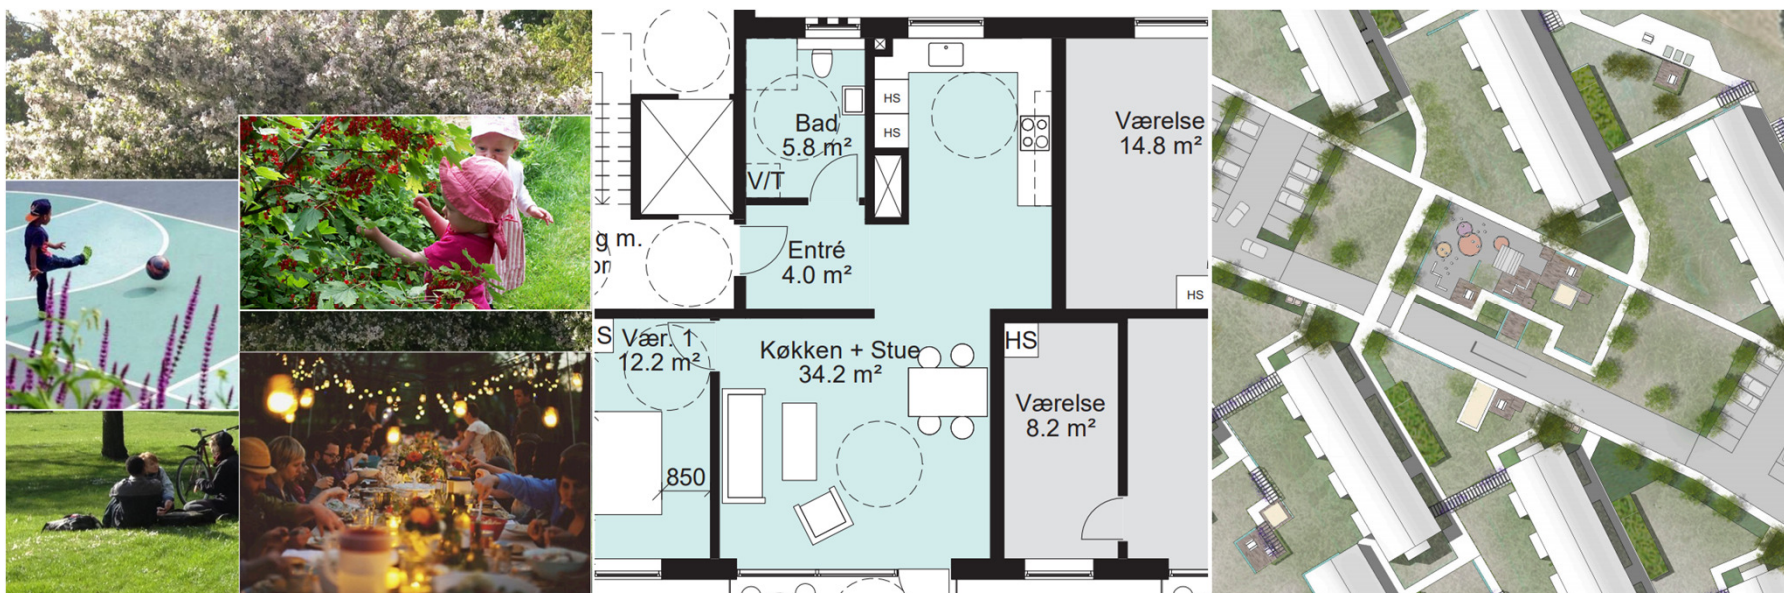 Bad
5.8 m²
V/T
HS
HS
Værelse
14.8 m²
g m.
Entré
4.0 m²
HS
S
Vær. 1
12.2 m²
Køkken + Stue
34.2 m²
HS
Værelse
8.2 m²
850